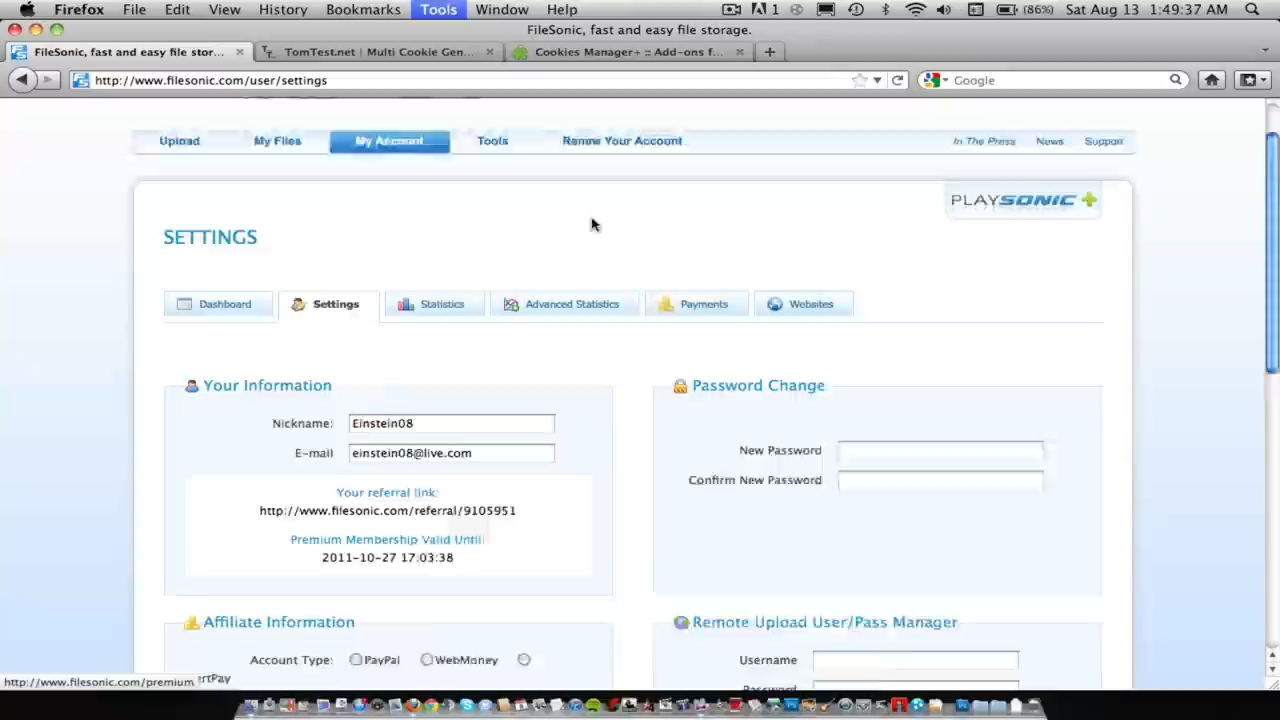 Firefox File Edit View History Bookmarks Tools Window Help 1 (86%) Sat Aug 13 1:49:37 AM
FileSonic, fast and easy file storage.
FileSonic, fast and easy file stor... TomTest.net | Multi Cookie Gen... Cookies Manager+ :: Add-ons f...
http://www.filesonic.com/user/settings Google
Upload My Files My Account Tools Renew Your Account In The Press News Support
PLAYSONIC
SETTINGS
Dashboard Settings Statistics Advanced Statistics Payments Websites
Your Information Password Change
Nickname: Einstein08
E-mail einstein08@live.com
New Password
Confirm New Password
Your referral link:
http://www.filesonic.com/referral/9105951
Premium Membership Valid Until
2011-10-27 17:03:38
Affiliate Information Remote Upload User/Pass Manager
Account Type: PayPal WebMoney
Username
Password
http://www.filesonic.com/premium ertPay